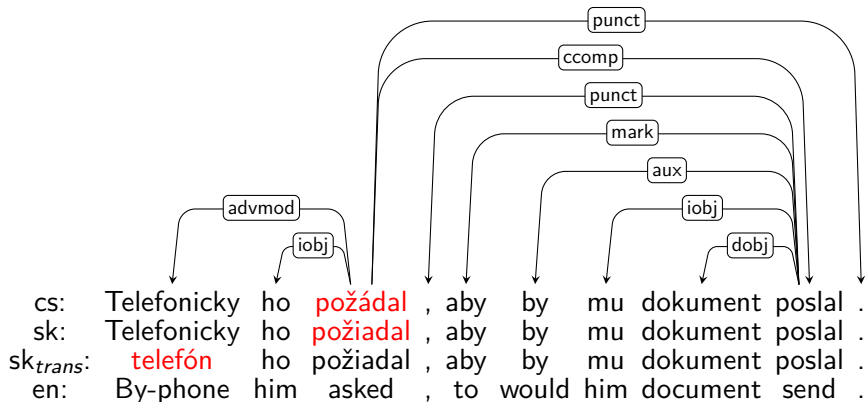 punct
ccomp
punct
mark
aux
advmod iobj
iobj dobj
cs: Telefonicky ho požádal , aby by mu dokument poslal .
sk: Telefonicky ho požiadal , aby by mu dokument poslal .
sktrans: telefón ho požiadal , aby by mu dokument poslal .
en: By-phone him asked , to would him document send .